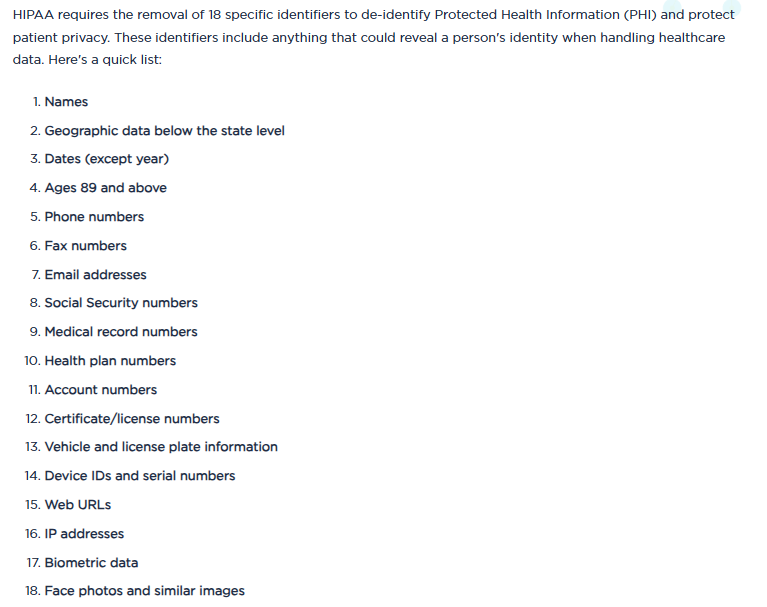 HIPAA requires the removal of 18 specific identifiers to de-identify Protected Health Information (PHI) and protect
patient privacy. These identifiers include anything that could reveal a person's identity when handling healthcare
data. Here's a quick list:
1. Names
2. Geographic data below the state level
3. Dates (except year)
4. Ages 89 and above
5. Phone numbers
6. Fax numbers
7. Email addresses
8. Social Security numbers
9. Medical record numbers
10. Health plan numbers
11. Account numbers
12. Certificate/license numbers
13. Vehicle and license plate information
14. Device IDs and serial numbers
15. Web URLs
16. IP addresses
17. Biometric data
18. Face photos and similar images